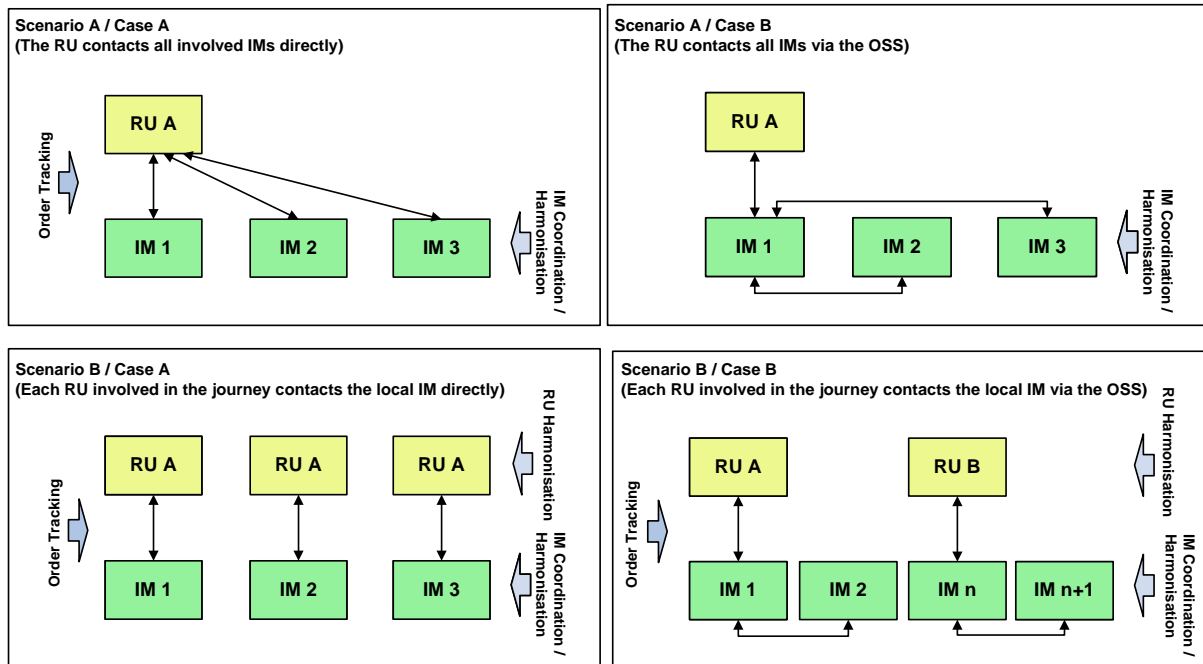 Scenario A / Case A
(The RU contacts all involved IMs directly)
RU A
Order Tracking
IM 1
IM 2
IM 3
IM Coordination /
Harmonisation
Scenario A / Case B
(The RU contacts all IMs via the OSS)
RU A
IM 1
IM 2
IM 3
IM Coordination /
Harmonisation
Scenario B / Case A
(Each RU involved in the journey contacts the local IM directly)
RU A
RU A
RU A
RU Harmonisation
Order Tracking
IM 1
IM 2
IM 3
IM Coordination /
Harmonisation
Scenario B / Case B
(Each RU involved in the journey contacts the local IM via the OSS)
RU A
RU B
RU Harmonisation
Order Tracking
IM 1
IM 2
IM n
IM n+1
IM Coordination /
Harmonisation